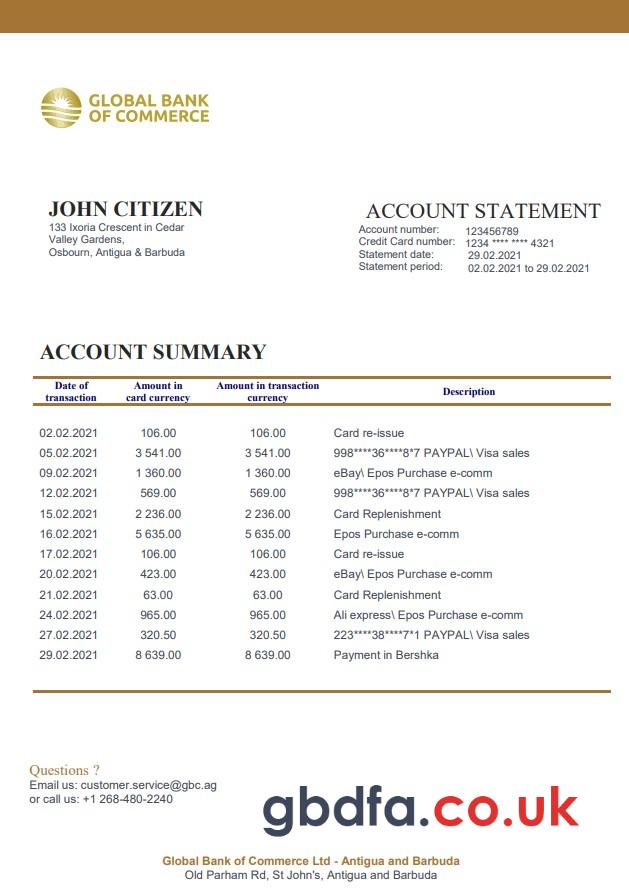 GLOBAL BANK
OF COMMERCE
JOHN CITIZEN
133 Ixoria Crescent in Cedar
Valley Gardens,
Osbourn, Antigua & Barbuda
ACCOUNT STATEMENT
Account number: 123456789
Credit Card number: 1234 **** **** 4321
Statement date: 29.02.2021
Statement period: 02.02.2021 to 29.02.2021
ACCOUNT SUMMARY
Date of transaction Amount in card currency Amount in transaction currency Description
02.02.2021 106.00 106.00 Card re-issue
05.02.2021 3 541.00 3 541.00 998****36****8*7 PAYPAL\ Visa sales
09.02.2021 1 360.00 1 360.00 eBay\ Epos Purchase e-comm
12.02.2021 569.00 569.00 998****36****8*7 PAYPAL\ Visa sales
15.02.2021 2 236.00 2 236.00 Card Replenishment
16.02.2021 5 635.00 5 635.00 Epos Purchase e-comm
17.02.2021 106.00 106.00 Card re-issue
20.02.2021 423.00 423.00 eBay\ Epos Purchase e-comm
21.02.2021 63.00 63.00 Card Replenishment
24.02.2021 965.00 965.00 Ali express\ Epos Purchase e-comm
27.02.2021 320.50 320.50 223****38****7*1 PAYPAL\ Visa sales
29.02.2021 8 639.00 8 639.00 Payment in Bershka
Questions ?
Email us: customer.service@gbc.ag
or call us: +1 268-480-2240
gbdfa.co.uk
Global Bank of Commerce Ltd - Antigua and Barbuda
Old Parham Rd, St John's, Antigua and Barbuda